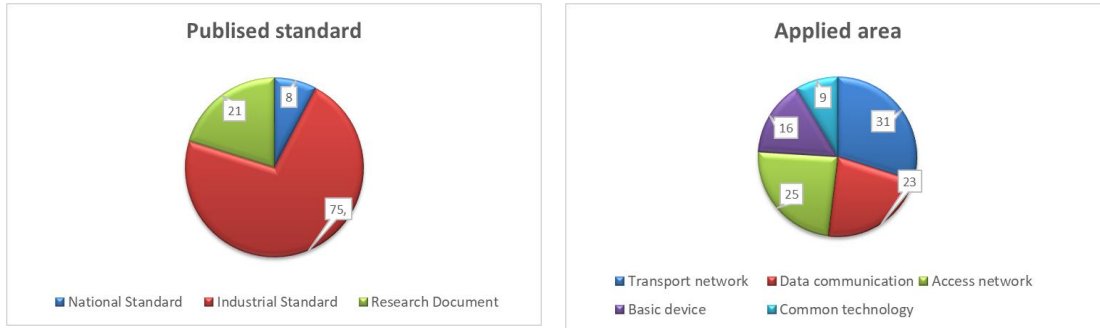 Publised standard
8
21
75,
National Standard Industrial Standard Research Document
Applied area
9
31
16
23
25
Transport network Data communication Access network
Basic device Common technology